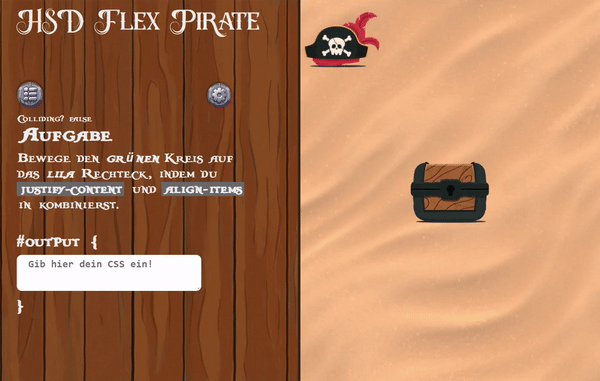 HSD Flex Pirate
Colliding? false
Aufgabe
Bewege den grünen Kreis auf
das lila Rechteck, indem du
justify-content und align-items
in kombinierst.
#output {
Gib hier dein CSS ein!
}